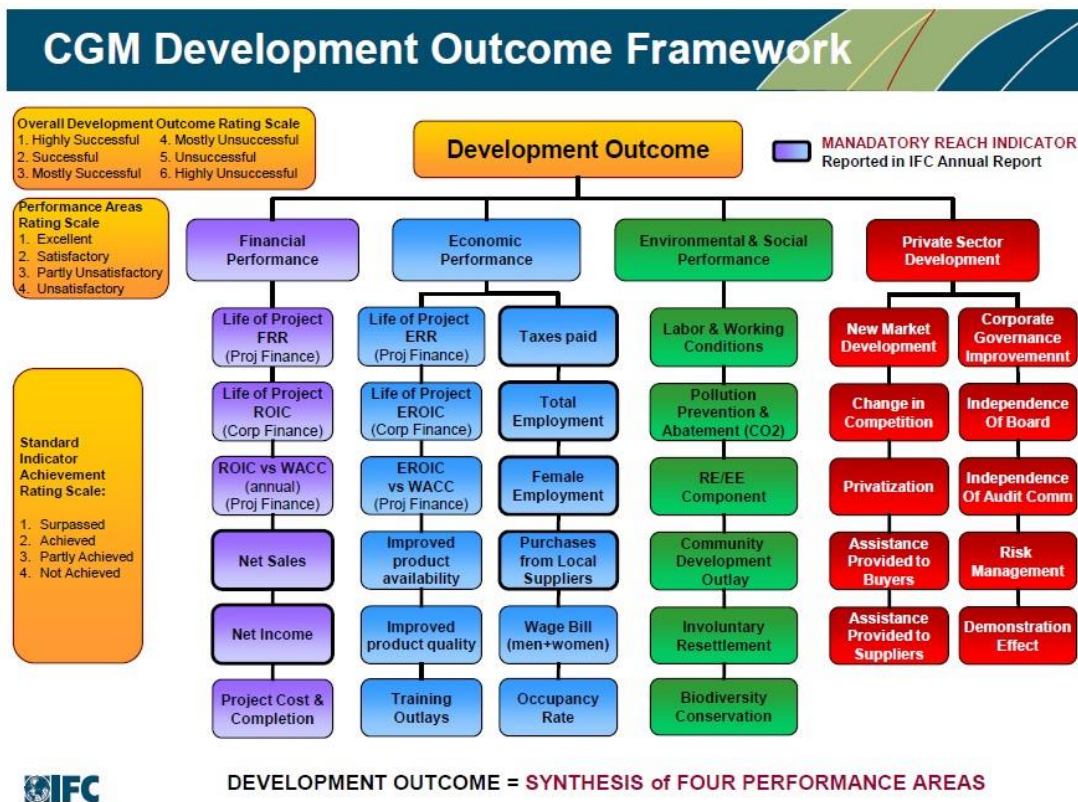 CGM Development Outcome Framework
Overall Development Outcome Rating Scale
1. Highly Successful 4. Mostly Unsuccessful
2. Successful 5. Unsuccessful
3. Mostly Successful 6. Highly Unsuccessful
Development Outcome
MANADATORY REACH INDICATOR
Reported in IFC Annual Report
Performance Areas
Rating Scale
1. Excellent
2. Satisfactory
3. Partly Unsatisfactory
4. Unsatisfactory
Financial
Performance
Economic
Performance
Environmental & Social
Performance
Private Sector
Development
Life of Project
FRR
(Proj Finance)
Life of Project
ERR
(Proj Finance)
Taxes paid
Labor & Working
Conditions
New Market
Development
Corporate
Governance
Improvemennt
Life of Project
ROIC
(Corp Finance)
Life of Project
EROIC
(Corp Finance)
Total
Employment
Pollution
Prevention &
Abatement (CO2)
Change in
Competition
Independence
Of Board
Standard
Indicator
Achievement
Rating Scale:
1. Surpassed
2. Achieved
3. Partly Achieved
4. Not Achieved
ROIC vs WACC
(annual)
(Proj Finance)
EROIC
vs WACC
(Proj Finance)
Female
Employment
RE/EE
Component
Privatization
Independence
Of Audit Comm
Net Sales
Improved
product
availability
Purchases
from Local
Suppliers
Community
Development
Outlay
Assistance
Provided to
Buyers
Risk
Management
Net Income
Improved
product quality
Wage Bill
(men+women)
Involuntary
Resettlement
Assistance
Provided to
Suppliers
Demonstration
Effect
Project Cost &
Completion
Training
Outlays
Occupancy
Rate
Biodiversity
Conservation
IFC
DEVELOPMENT OUTCOME = SYNTHESIS of FOUR PERFORMANCE AREAS